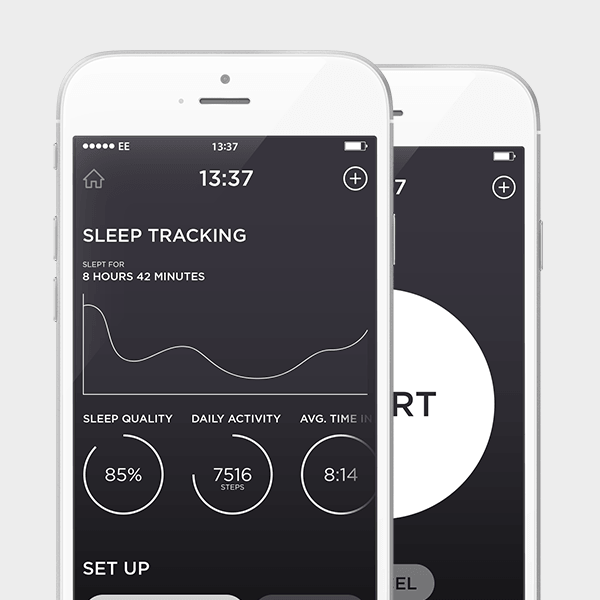 EE 13:37
13:37
SLEEP TRACKING
SLEPT FOR
8 HOURS 42 MINUTES
SLEEP QUALITY DAILY ACTIVITY AVG. TIME IN
85% 7516 8:14
STEPS
SET UP
7
RT
EL